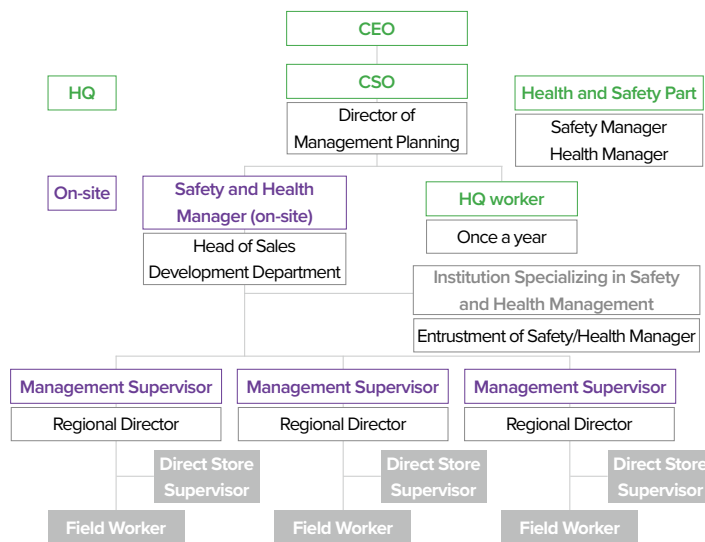 CEO
HQ
CSO
Director of
Management Planning
Health and Safety Part
Safety Manager
Health Manager
On-site
Safety and Health
Manager (on-site)
Head of Sales
Development Department
HQ worker
Once a year
Institution Specializing in Safety
and Health Management
Entrustment of Safety/Health Manager
Management Supervisor
Regional Director
Direct Store
Supervisor
Field Worker
Management Supervisor
Regional Director
Direct Store
Supervisor
Field Worker
Management Supervisor
Regional Director
Direct Store
Supervisor
Field Worker